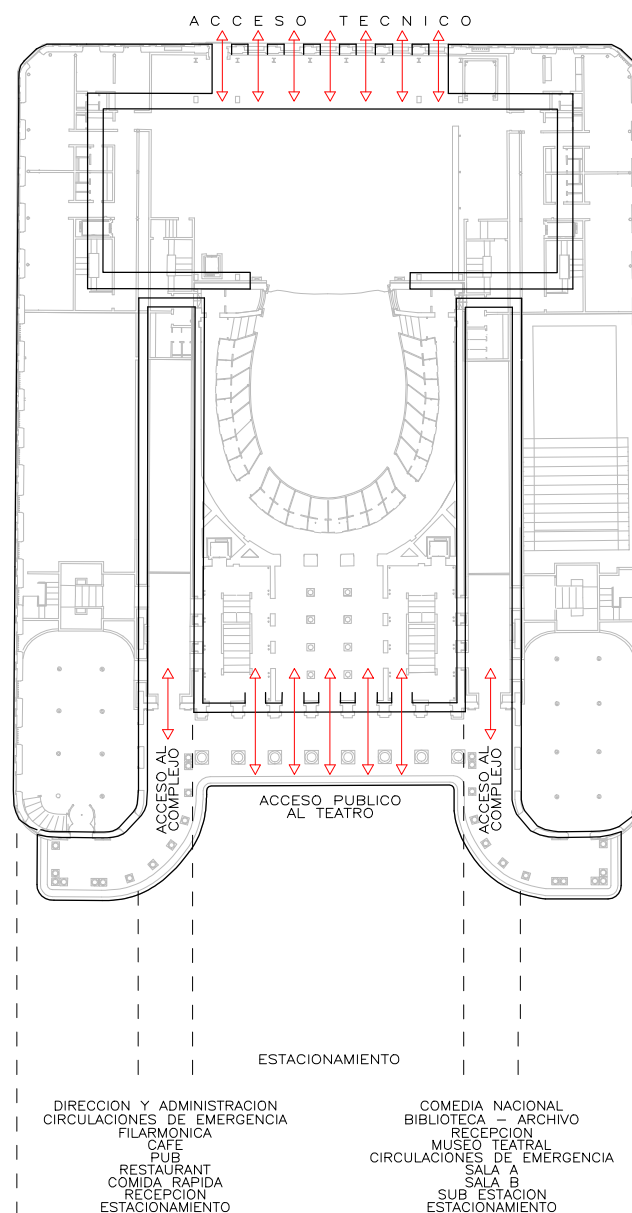 ACCESO TECNICO
ACCESO AL
COMPLEJO
ACCESO PUBLICO
AL TEATRO
ACCESO AL
COMPLEJO
ESTACIONAMIENTO
DIRECCION Y ADMINISTRACION
CIRCULACIONES DE EMERGENCIA
FILARMONICA
CAFE
PUB
RESTAURANT
COMIDA RAPIDA
RECEPCION
ESTACIONAMIENTO
COMEDIA NACIONAL
BIBLIOTECA – ARCHIVO
RECEPCION
MUSEO TEATRAL
CIRCULACIONES DE EMERGENCIA
SALA A
SALA B
SUB ESTACION
ESTACIONAMIENTO